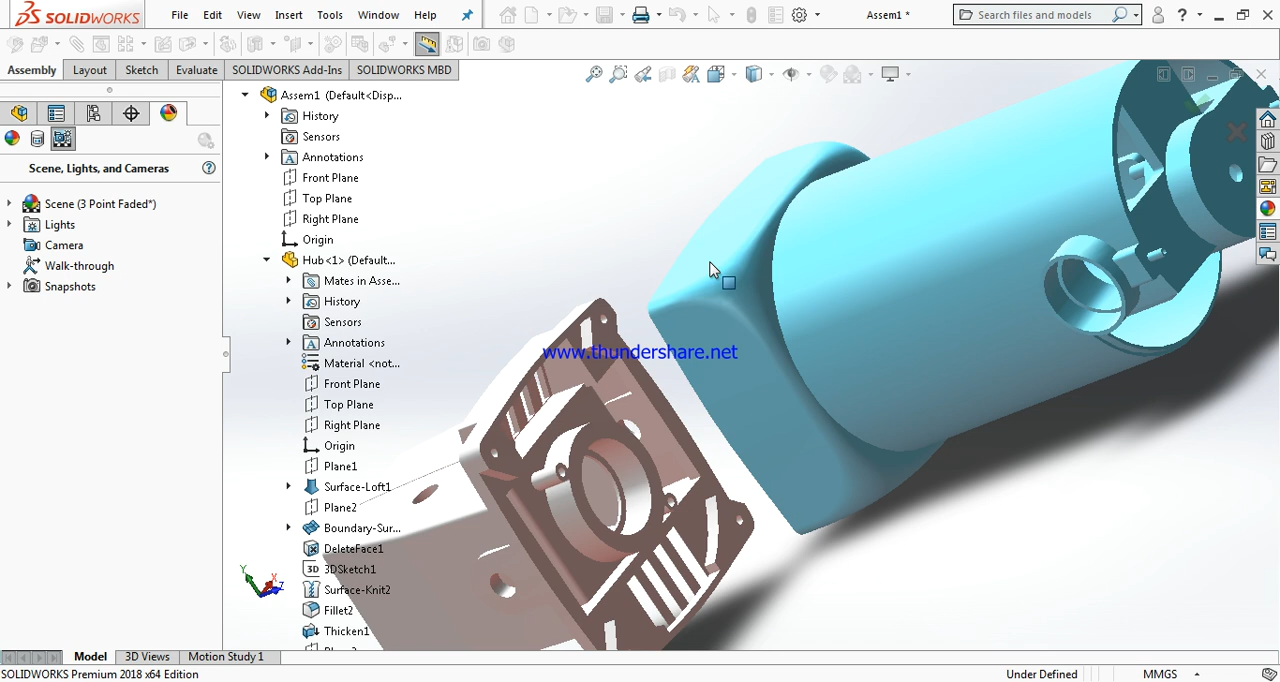 SOLIDWORKS File Edit View Insert Tools Window Help Assem1 * Search files and models
Assembly Layout Sketch Evaluate SOLIDWORKS Add-Ins SOLIDWORKS MBD
Scene, Lights, and Cameras
Scene (3 Point Faded*)
Lights
Camera
Walk-through
Snapshots
Assem1 (Default<Disp...
History
Sensors
Annotations
Front Plane
Top Plane
Right Plane
Origin
Hub<1> (Default...
Mates in Asse...
History
Sensors
Annotations
Material <not...
Front Plane
Top Plane
Right Plane
Origin
Plane1
Surface-Loft1
Plane2
Boundary-Sur...
DeleteFace1
3D 3DSketch1
Surface-Knit2
Fillet2
Thicken1
www.thundershare.net
Y X Z
Model 3D Views Motion Study 1
SOLIDWORKS Premium 2018 x64 Edition Under Defined MMGS